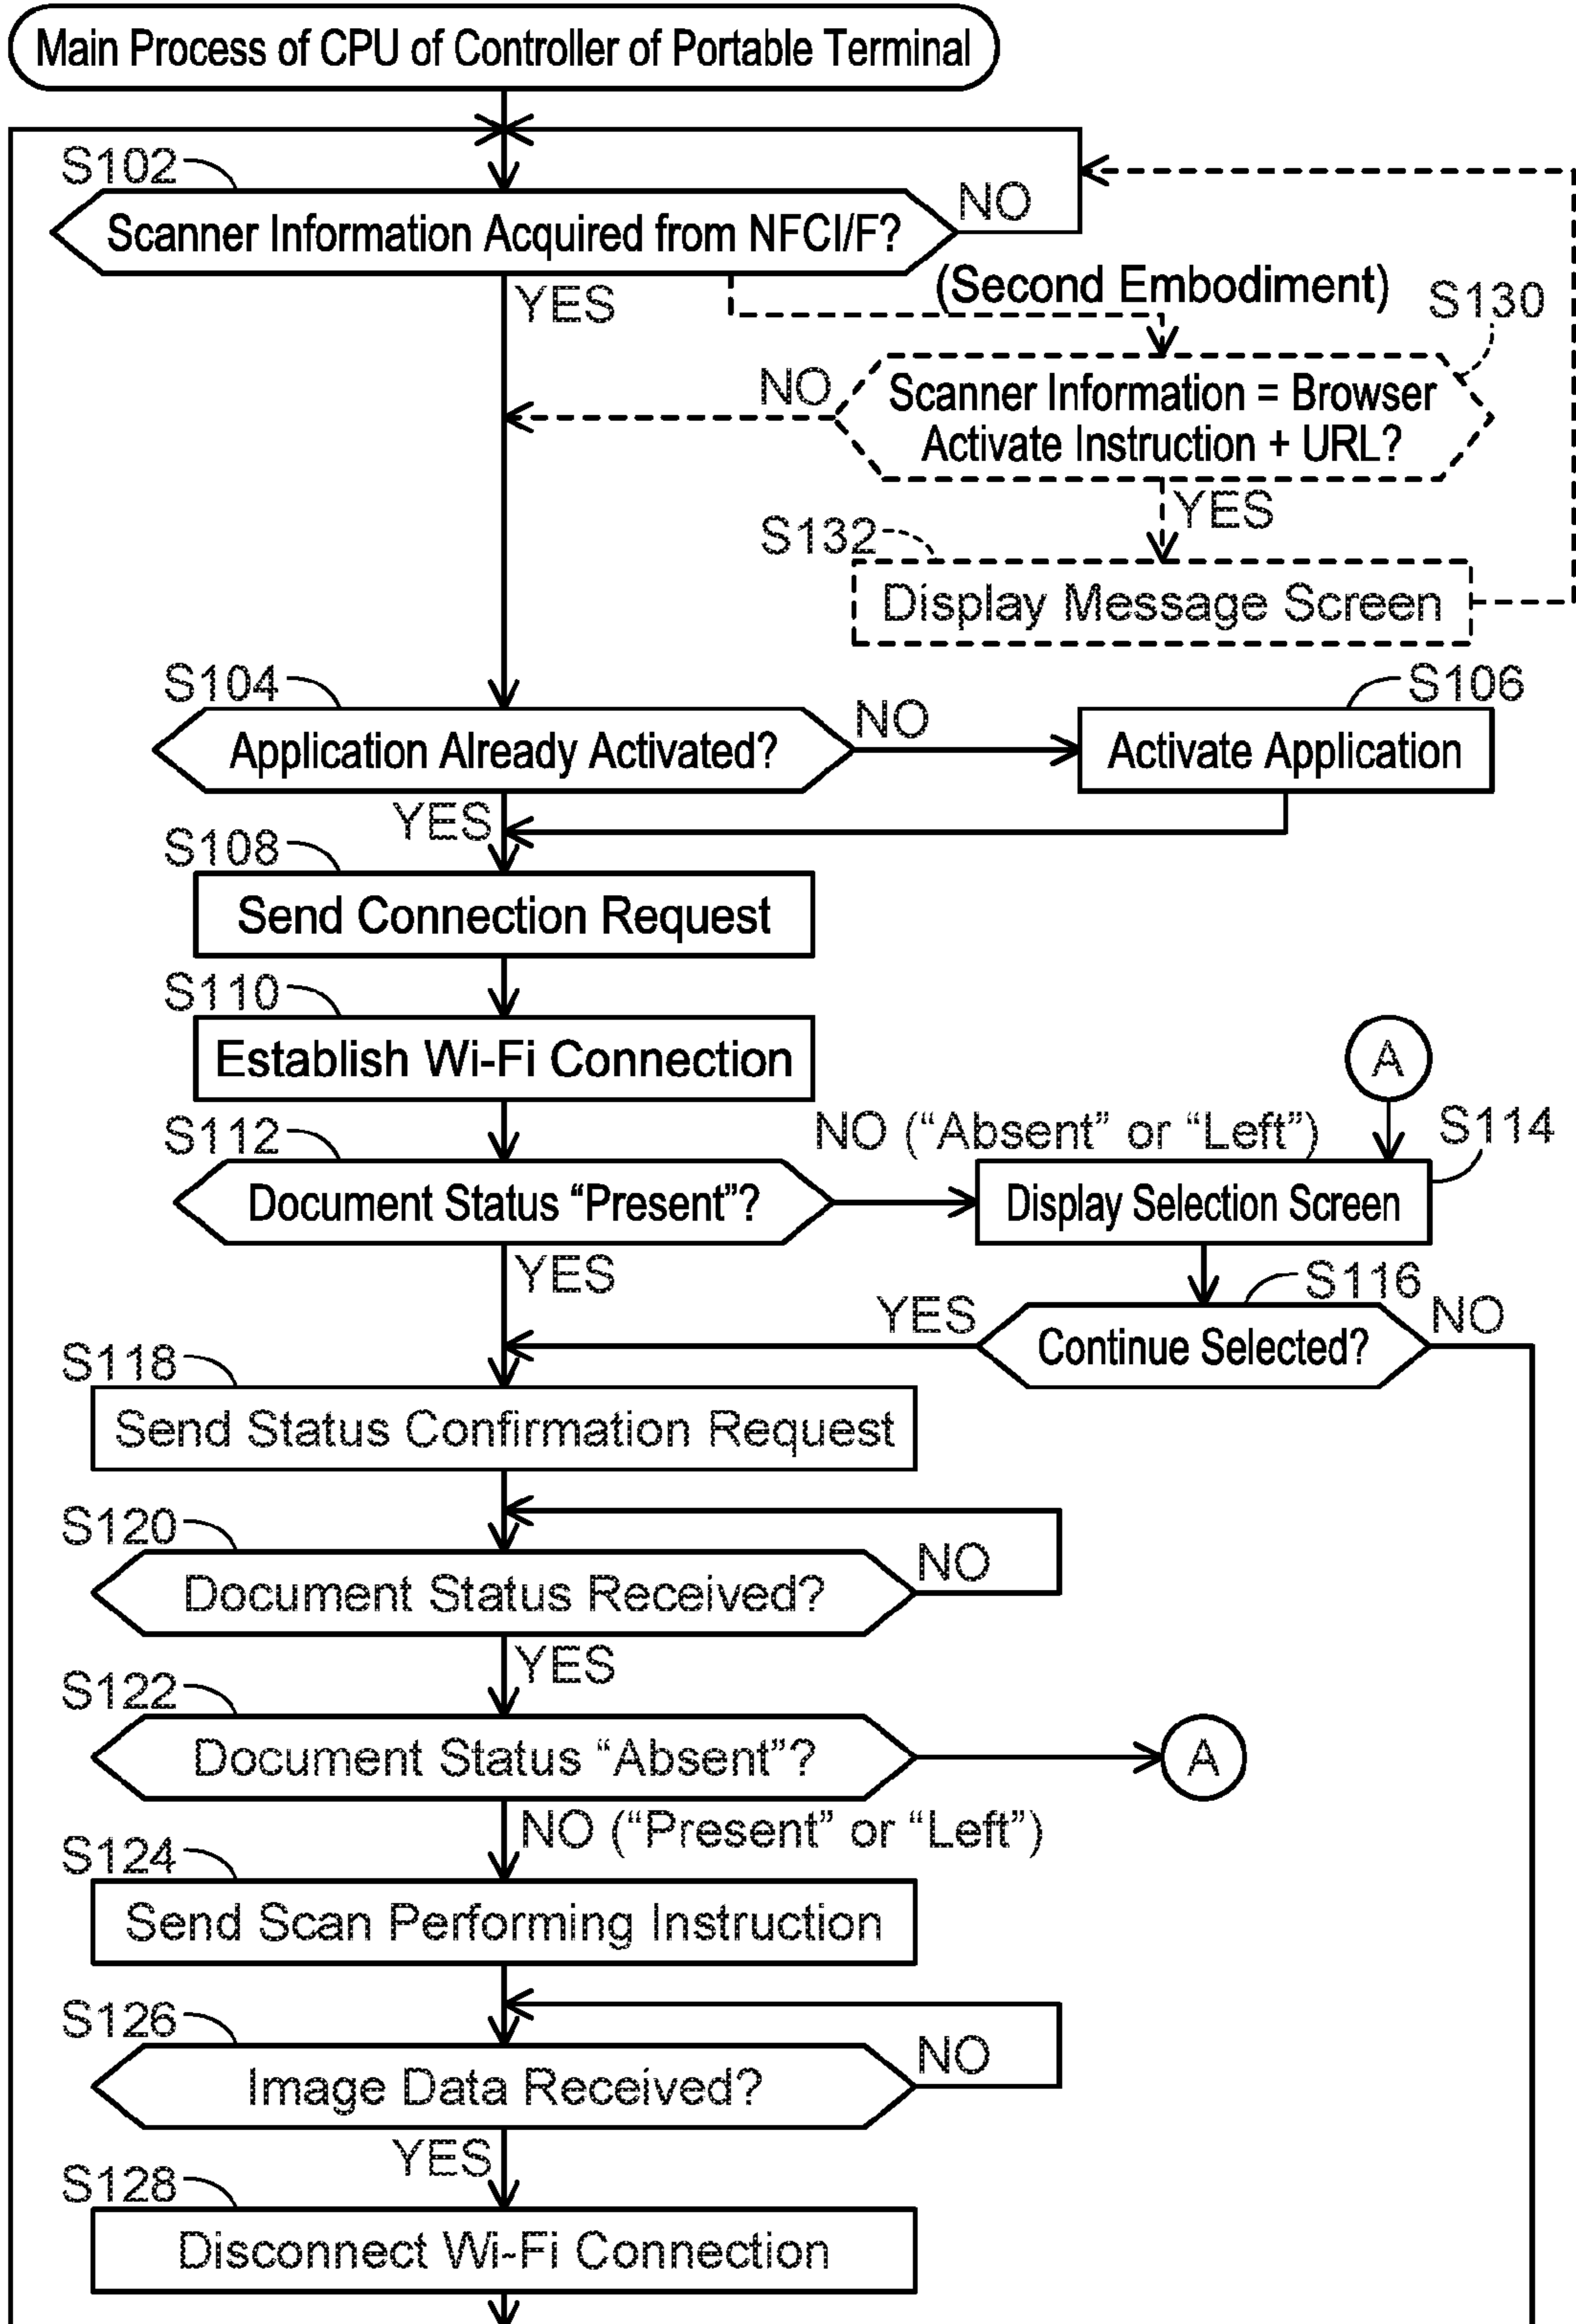 Main Process of CPU of Controller of Portable Terminal
S102
Scanner Information Acquired from NFCI/F?
NO
YES
(Second Embodiment)
S130
Scanner Information = Browser
Activate Instruction + URL?
NO
YES
S132
Display Message Screen
S104
Application Already Activated?
NO
S106
Activate Application
YES
S108
Send Connection Request
S110
Establish Wi-Fi Connection
A
S112
Document Status “Present”?
NO (“Absent” or “Left”)
S114
Display Selection Screen
YES
S116
Continue Selected?
YES
NO
S118
Send Status Confirmation Request
S120
Document Status Received?
NO
YES
S122
Document Status “Absent”?
A
NO (“Present” or “Left”)
S124
Send Scan Performing Instruction
S126
Image Data Received?
NO
YES
S128
Disconnect Wi-Fi Connection